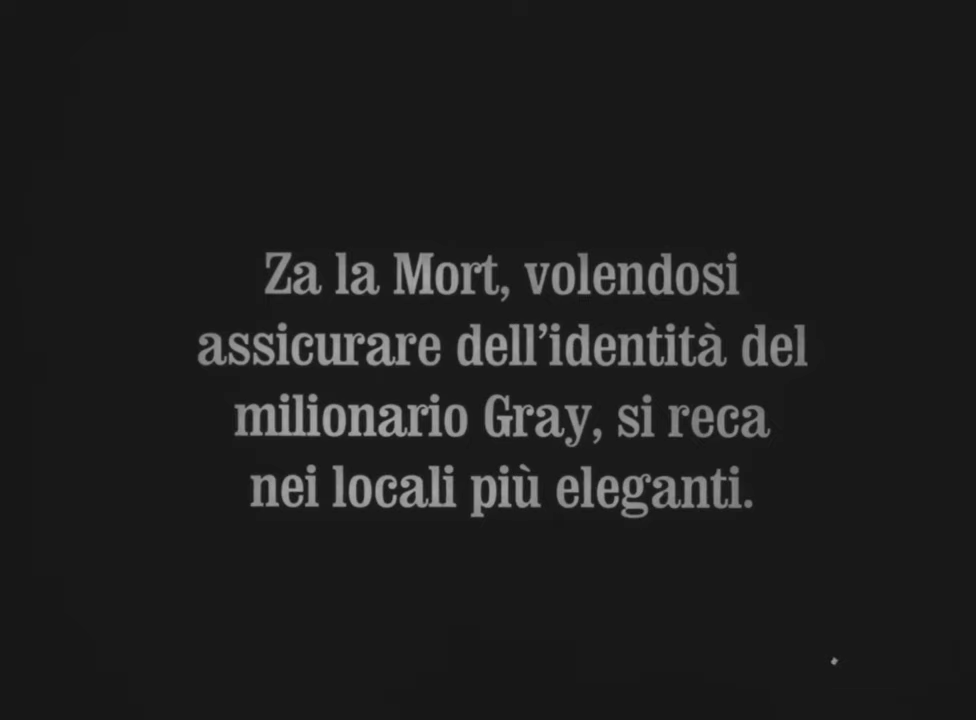 Za la Mort, volendosi
assicurare dell’identità del
milionario Gray, si reca
nei locali più eleganti.